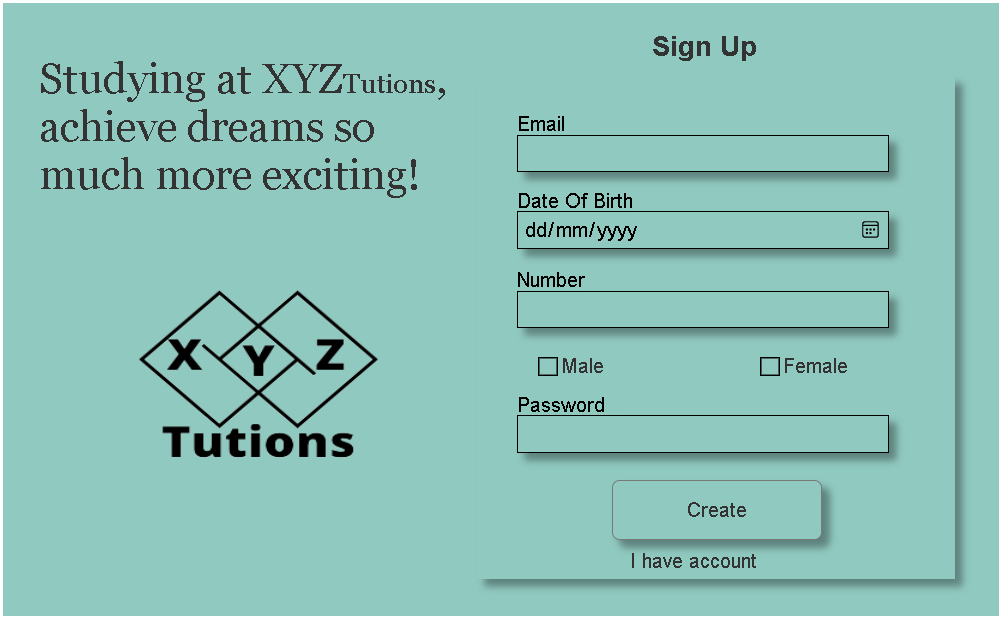 Studying at XYZTutions,
achieve dreams so
much more exciting!
X Y Z
Tutions
Sign Up
Email
Date Of Birth
dd/mm/yyyy
Number
Male
Female
Password
Create
I have account